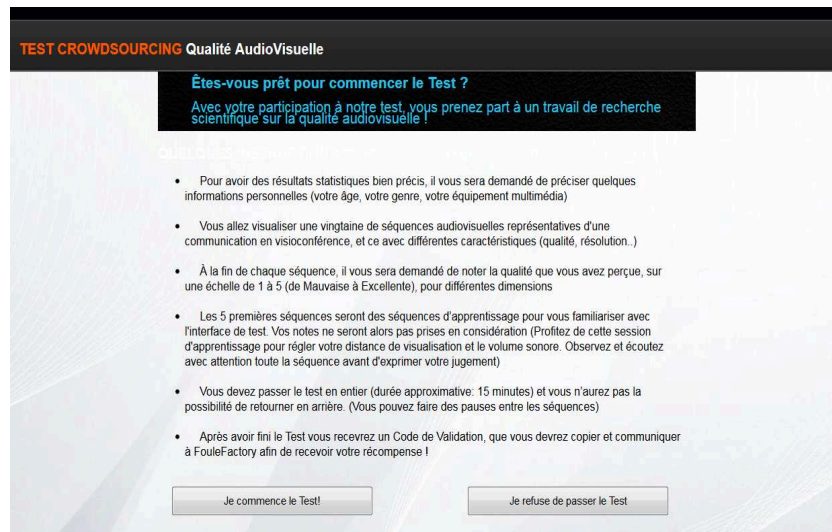 TEST CROWDSOURCING Qualité AudioVisuelle
Êtes-vous prêt pour commencer le Test ?
Avec votre participation à notre test, vous prenez part à un travail de recherche
scientifique sur la qualité audiovisuelle !
QUELQUES
• Pour avoir des résultats statistiques bien précis, il vous sera demandé de préciser quelques
informations personnelles (votre âge, votre genre, votre équipement multimédia)
• Vous allez visualiser une vingtaine de séquences audiovisuelles représentatives d'une
communication en visioconférence, et ce avec différentes caractéristiques (qualité, résolution..)
• À la fin de chaque séquence, il vous sera demandé de noter la qualité que vous avez perçue, sur
une échelle de 1 à 5 (de Mauvaise à Excellente), pour différentes dimensions
• Les 5 premières séquences seront des séquences d'apprentissage pour vous familiariser avec
l'interface de test. Vos notes ne seront alors pas prises en considération (Profitez de cette session
d'apprentissage pour régler votre distance de visualisation et le volume sonore. Observez et écoutez
avec attention toute la séquence avant d'exprimer votre jugement)
• Vous devez passer le test en entier (durée approximative: 15 minutes) et vous n'aurez pas la
possibilité de retourner en arrière. (Vous pouvez faire des pauses entre les séquences)
• Après avoir fini le Test vous recevrez un Code de Validation, que vous devrez copier et communiquer
à FouleFactory afin de recevoir votre récompense !
Je commence le Test! Je refuse de passer le Test